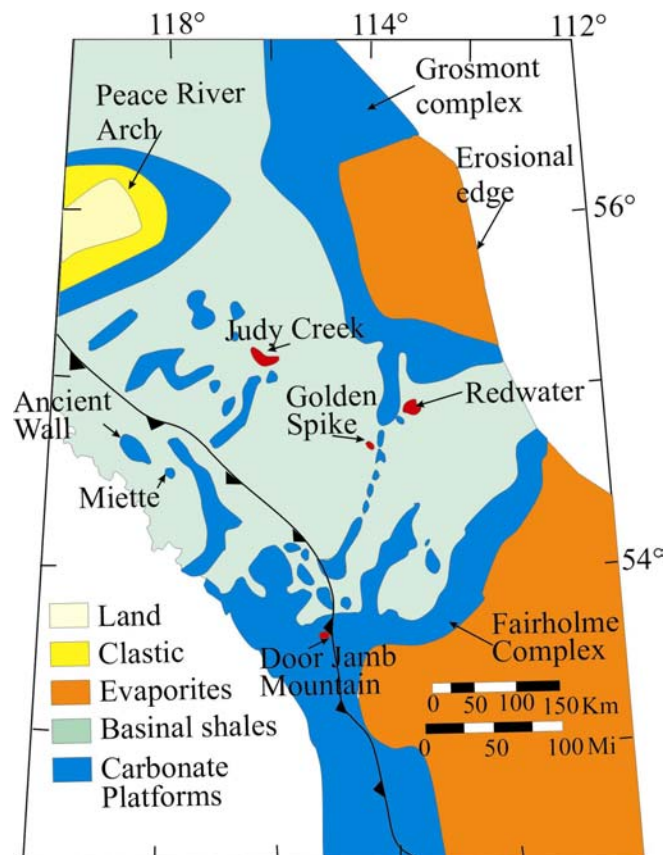 118°
114°
112°
Grosmont
complex
Peace River
Arch
Erosional
edge
56°
Judy Creek
Golden
Spike
Redwater
Ancient
Wall
Miette
54°
Land
Clastic
Evaporites
Basinal shales
Carbonate
Platforms
Door Jamb
Mountain
Fairholme
Complex
0 50 100 150 Km
0 50 100 Mi